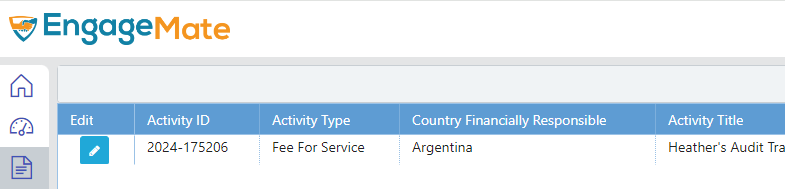 EngageMate
Edit Activity ID Activity Type Country Financially Responsible Activity Title
2024-175206 Fee For Service Argentina Heather's Audit Tra